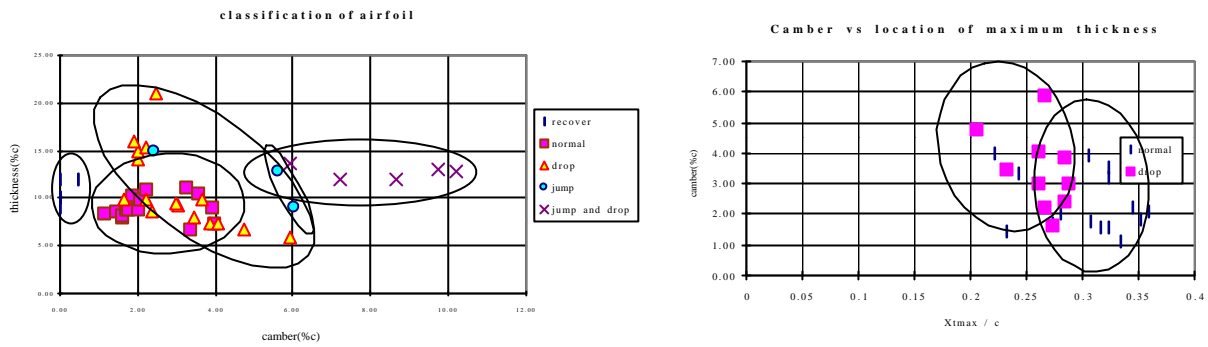 classification of airfoil
25.00
20.00
15.00
10.00
5.00
0.00
thickness(%c)
0.00 2.00 4.00 6.00 8.00 10.00 12.00
camber(%c)
recover
normal
drop
jump
jump and drop
Camber vs location of maximum thickness
7.00
6.00
5.00
4.00
3.00
2.00
1.00
0.00
camber(%c)
0 0.05 0.1 0.15 0.2 0.25 0.3 0.35 0.4
Xtmax / c
normal
drop